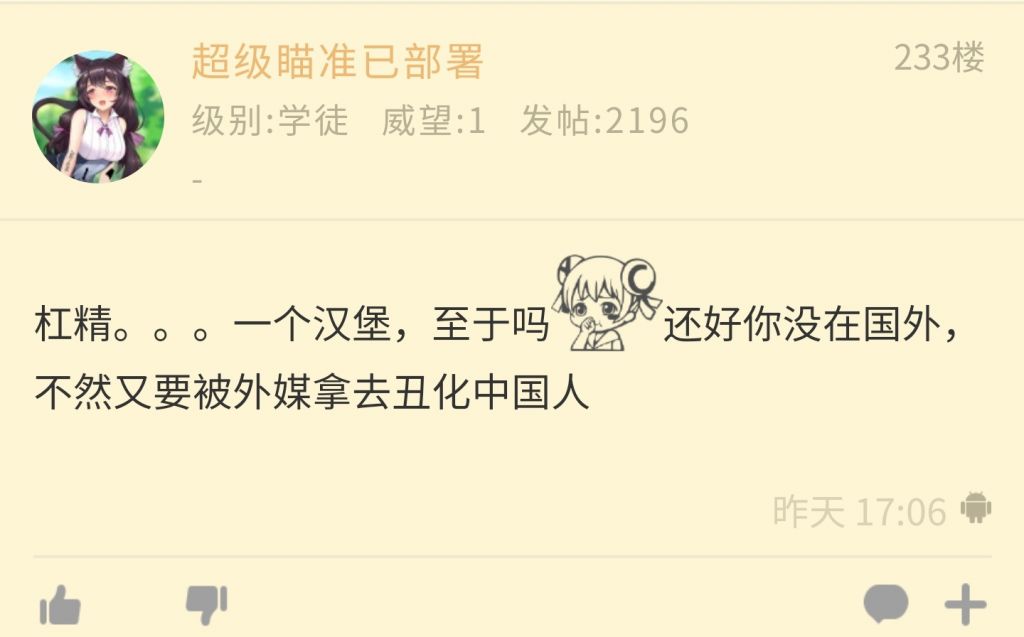 超级瞄准已部署
233楼
级别:学徒 威望:1 发帖:2196
-
杠精。。。一个汉堡，至于吗还好你没在国外，
不然又要被外媒拿去丑化中国人
昨天 17:06